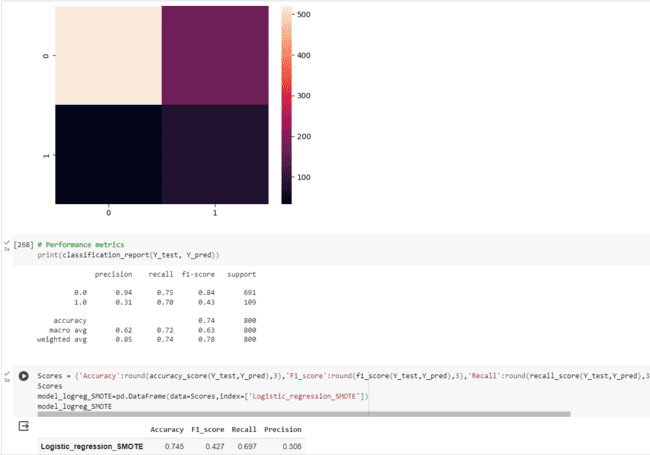 500
400
300
200
100
0
1
0 1
[268] # Performance metrics
print(classification_report(Y_test, Y_pred))
0s
precision recall f1-score support
0.0 0.94 0.75 0.84 691
1.0 0.31 0.70 0.43 109
accuracy 0.74 800
macro avg 0.62 0.72 0.63 800
weighted avg 0.85 0.74 0.78 800
0s
Scores = {'Accuracy':round(accuracy_score(Y_test,Y_pred),3),'F1_score':round(f1_score(Y_test,Y_pred),3),'Recall':round(recall_score(Y_test,Y_pred),3
Scores
model_logreg_SMOTE=pd.DataFrame(data=Scores,index=['Logistic_regression_SMOTE'])
model_logreg_SMOTE
Accuracy F1_score Recall Precision
Logistic_regression_SMOTE 0.745 0.427 0.697 0.308